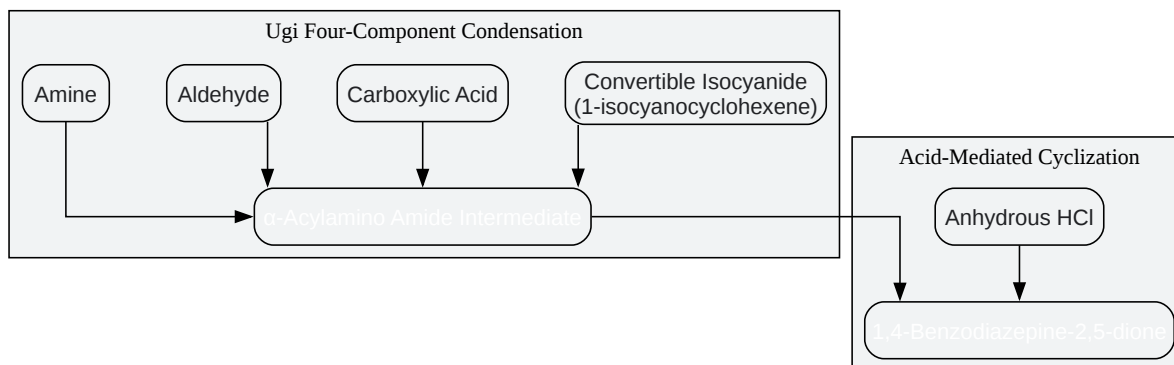 Ugi Four-Component Condensation
Amine
Aldehyde
Carboxylic Acid
Convertible Isocyanide
(1-isocyanocyclohexene)
α-Acylamino Amide Intermediate
Acid-Mediated Cyclization
Anhydrous HCl
1,4-Benzodiazepine-2,5-dione